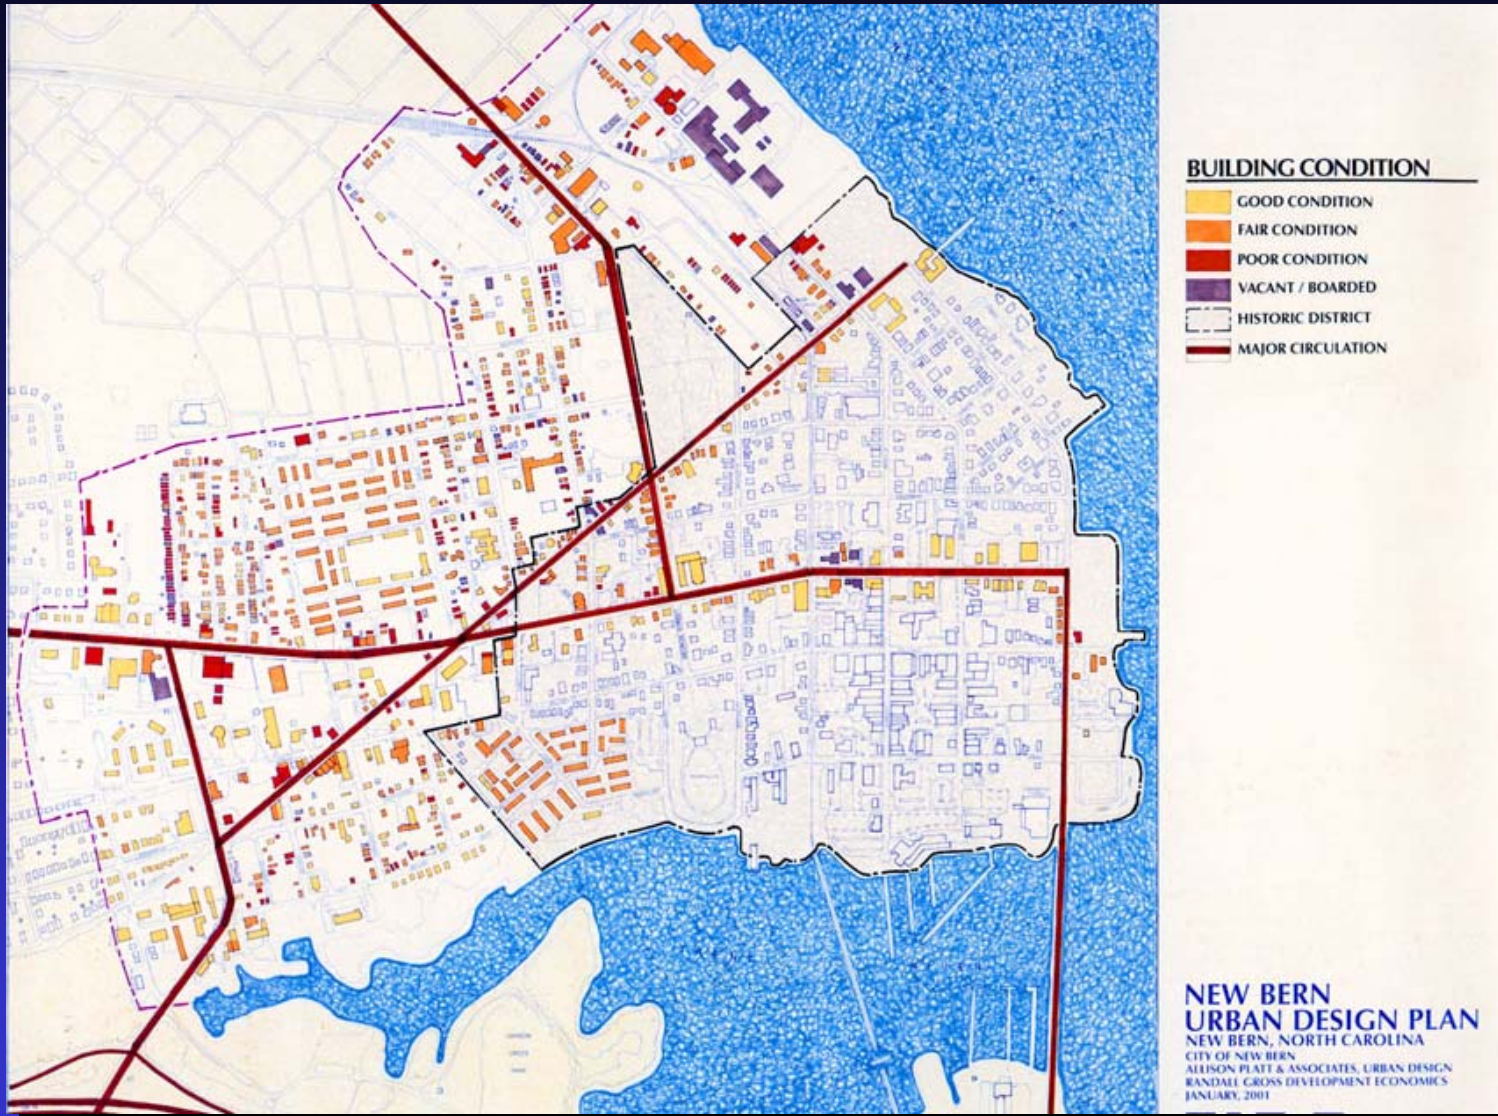 BUILDING CONDITION
GOOD CONDITION
FAIR CONDITION
POOR CONDITION
VACANT / BOARDED
HISTORIC DISTRICT
MAJOR CIRCULATION
NEW BERN
URBAN DESIGN PLAN
NEW BERN, NORTH CAROLINA
CITY OF NEW BERN
ALLISON PLATT & ASSOCIATES, URBAN DESIGN
RANDALL GROSS DEVELOPMENT ECONOMICS
JANUARY, 2001